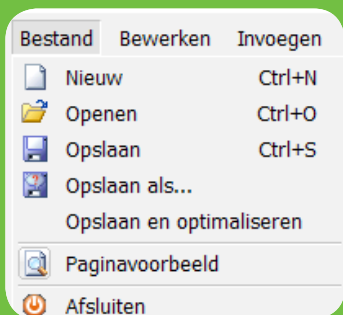 Bestand Bewerken Invoegen
Nieuw Ctrl+N
Openen Ctrl+O
Opslaan Ctrl+S
Opslaan als...
Opslaan en optimaliseren
Paginavoorbeeld
Afsluiten